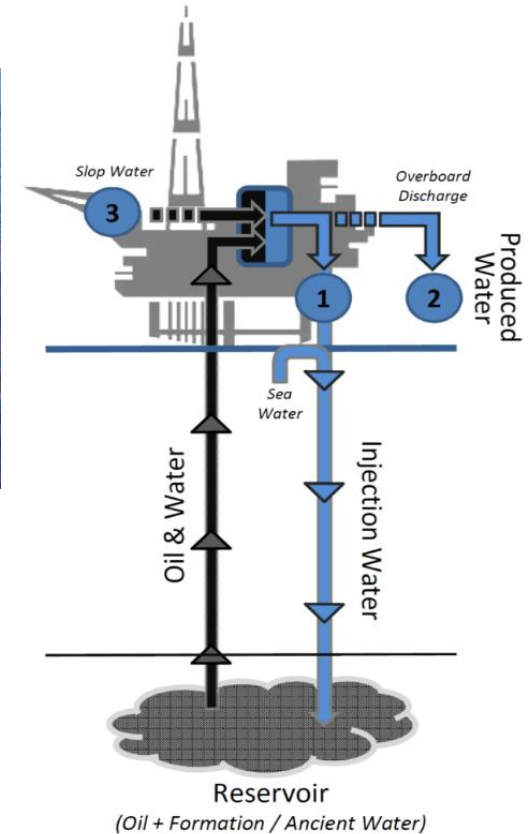 Slop Water
3
Overboard
Discharge
1
2
Produced
Water
Sea
Water
Oil & Water
Injection Water
Reservoir
(Oil + Formation / Ancient Water)